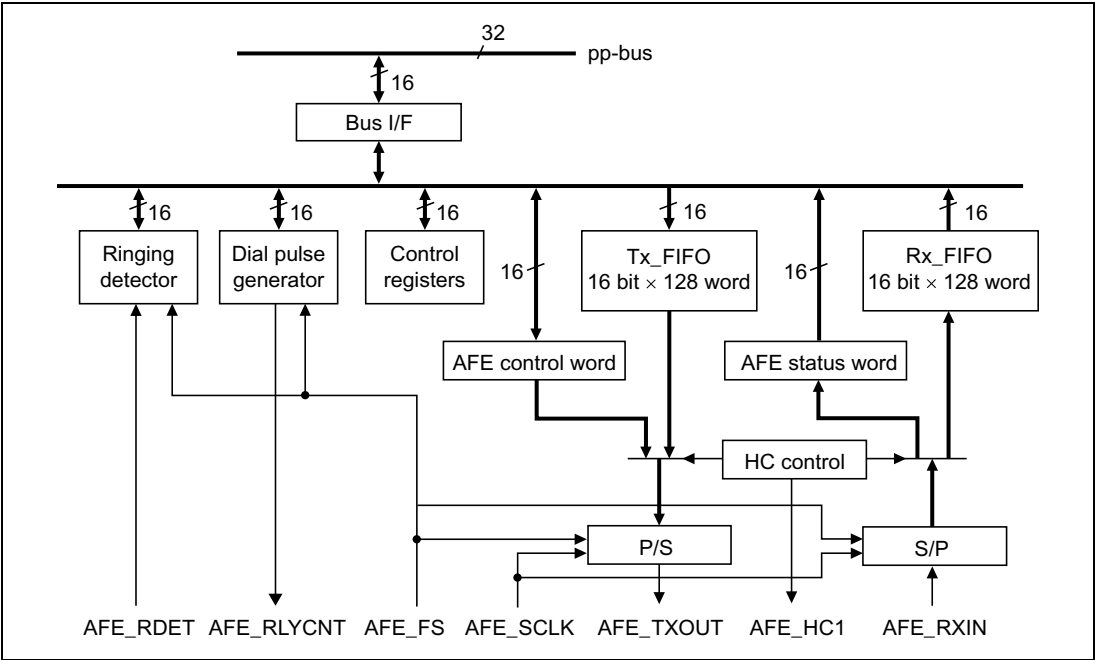 32
pp-bus
16
Bus I/F
16
16
16
16
16
Ringing
detector
Dial pulse
generator
Control
registers
16
Tx_FIFO
16 bit × 128 word
16
Rx_FIFO
16 bit × 128 word
AFE control word
AFE status word
HC control
P/S
S/P
AFE_RDET
AFE_RLYCNT
AFE_FS
AFE_SCLK
AFE_TXOUT
AFE_HC1
AFE_RXIN